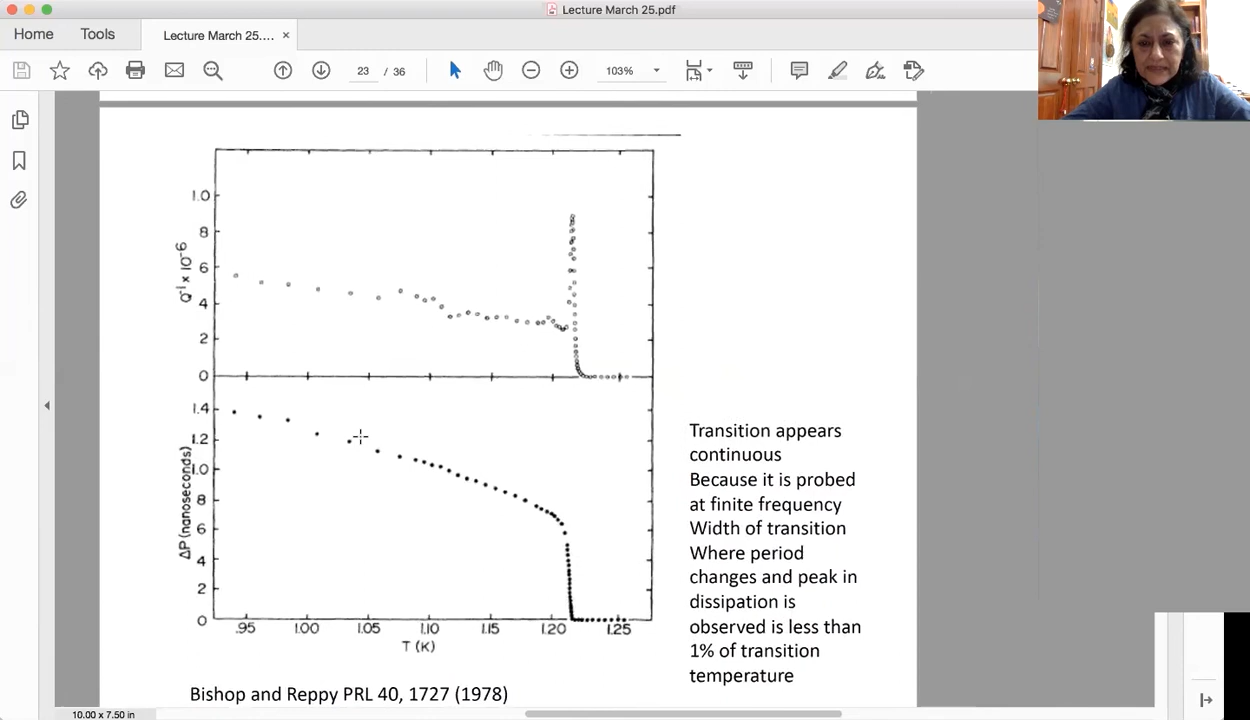 Lecture March 25.pdf
Home Tools Lecture March 25.... ×
23 / 36 103%
1.0
8
6
4
2
0
Q⁻¹ x 10⁻⁶
1.4
1.2
1.0
8
6
4
2
0
ΔP (nanoseconds)
.95 1.00 1.05 1.10 1.15 1.20 1.25
T (K)
Transition appears
continuous
Because it is probed
at finite frequency
Width of transition
Where period
changes and peak in
dissipation is
observed is less than
1% of transition
temperature
Bishop and Reppy PRL 40, 1727 (1978)
10.00 x 7.50 in